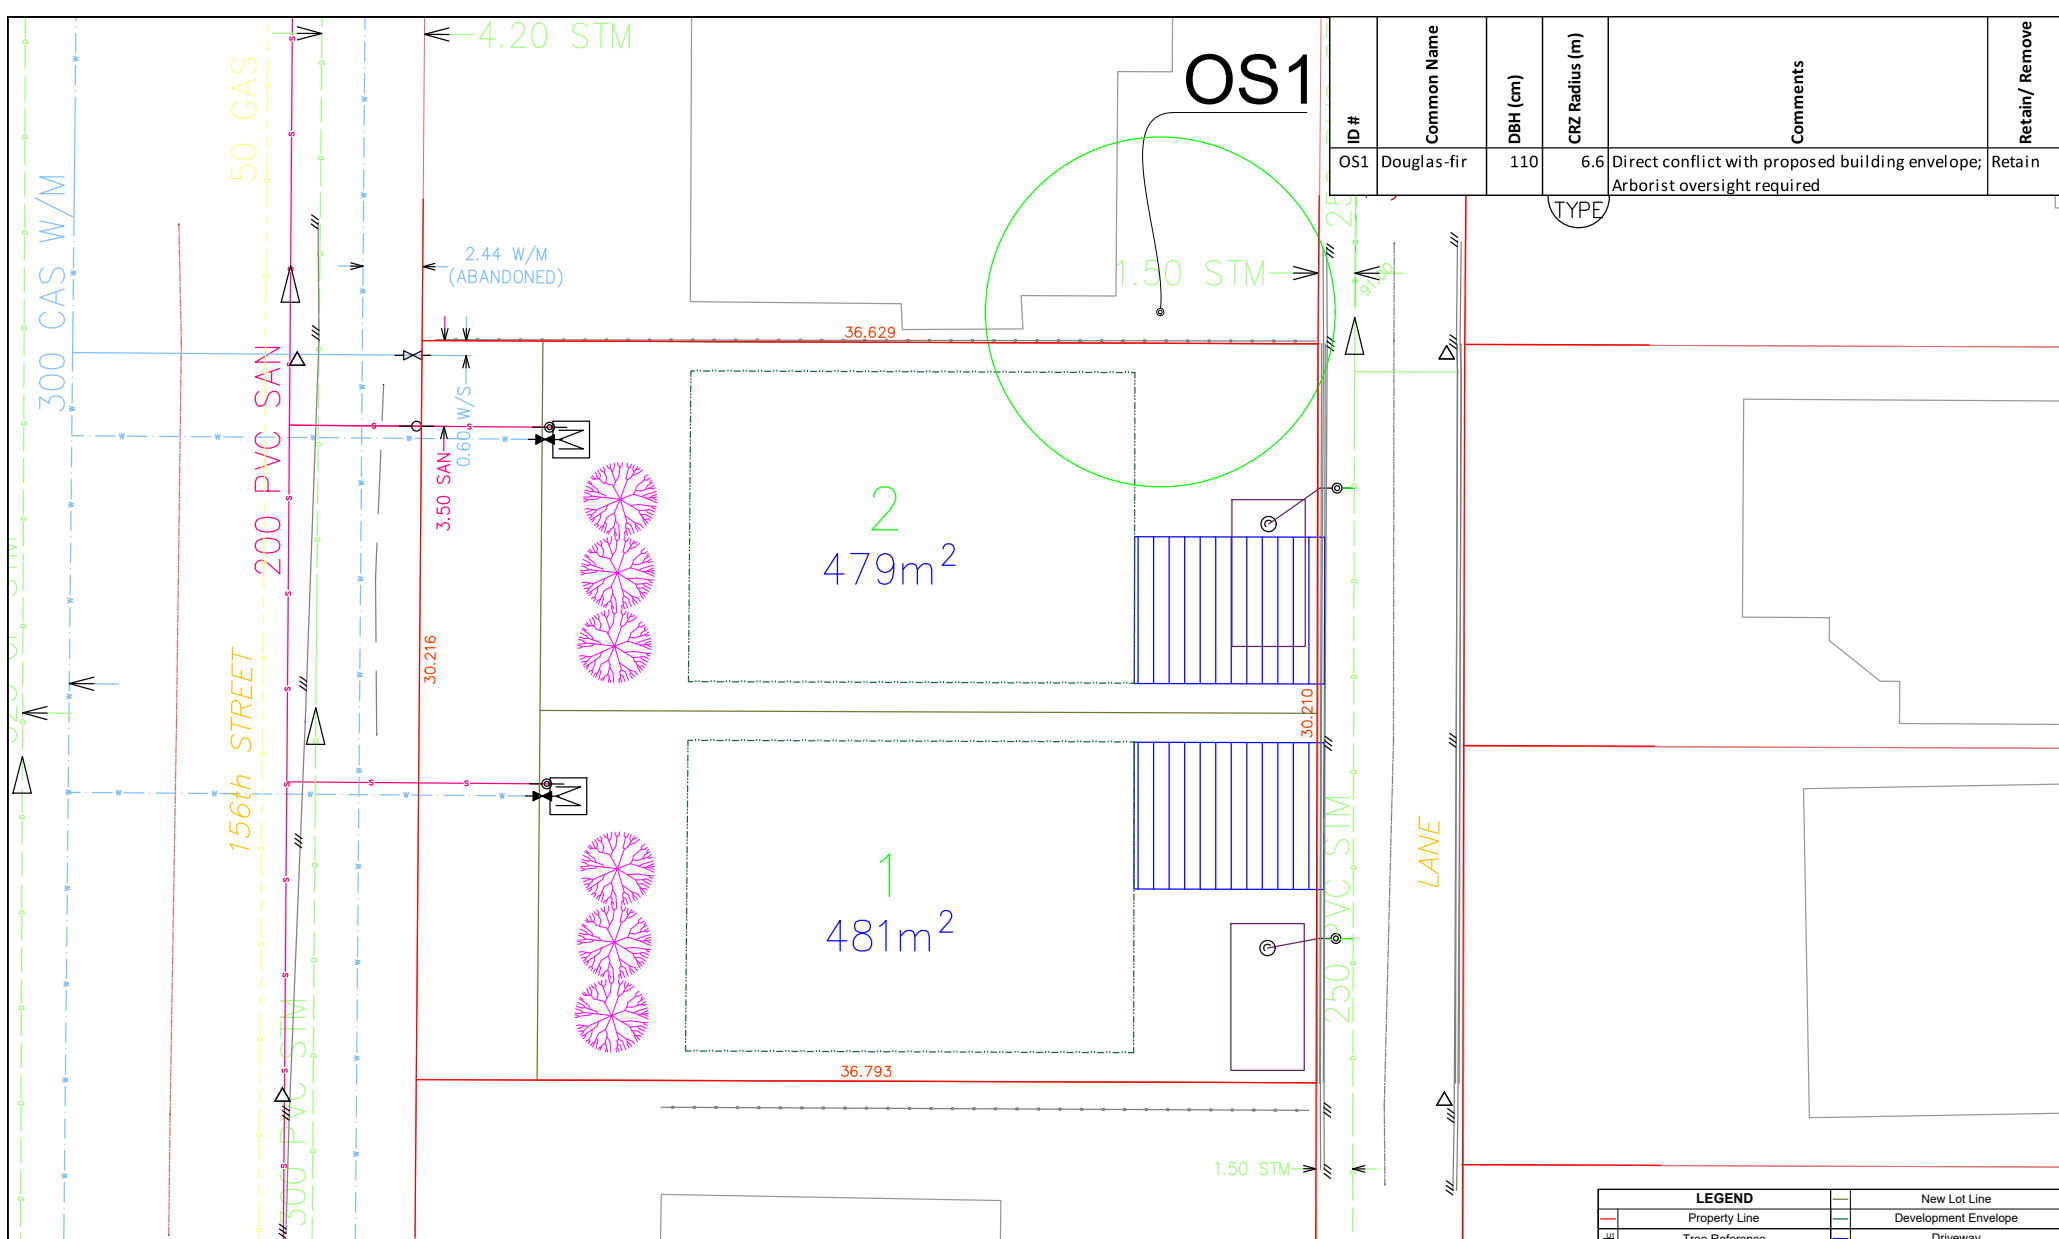 4.20 STM
OS1
ID #
Common Name
DBH (cm)
CRZ Radius (m)
Comments
Retain/ Remove
OS1 Douglas-fir 110 6.6 Direct conflict with proposed building envelope; Retain
Arborist oversight required
TYPE
50 GAS
300 CAS W/M
2.44 W/M
(ABANDONED)
1.50 STM
36.629
200 PVC SAN
0.60 W/S
3.50 SAN
2
479m²
30.216
156th STREET
30.210
1
481m²
LANE
250 PVC STM
300 PVC STM
36.793
1.50 STM
LEGEND
New Lot Line
Property Line
Development Envelope
Tree Reference
Driveway